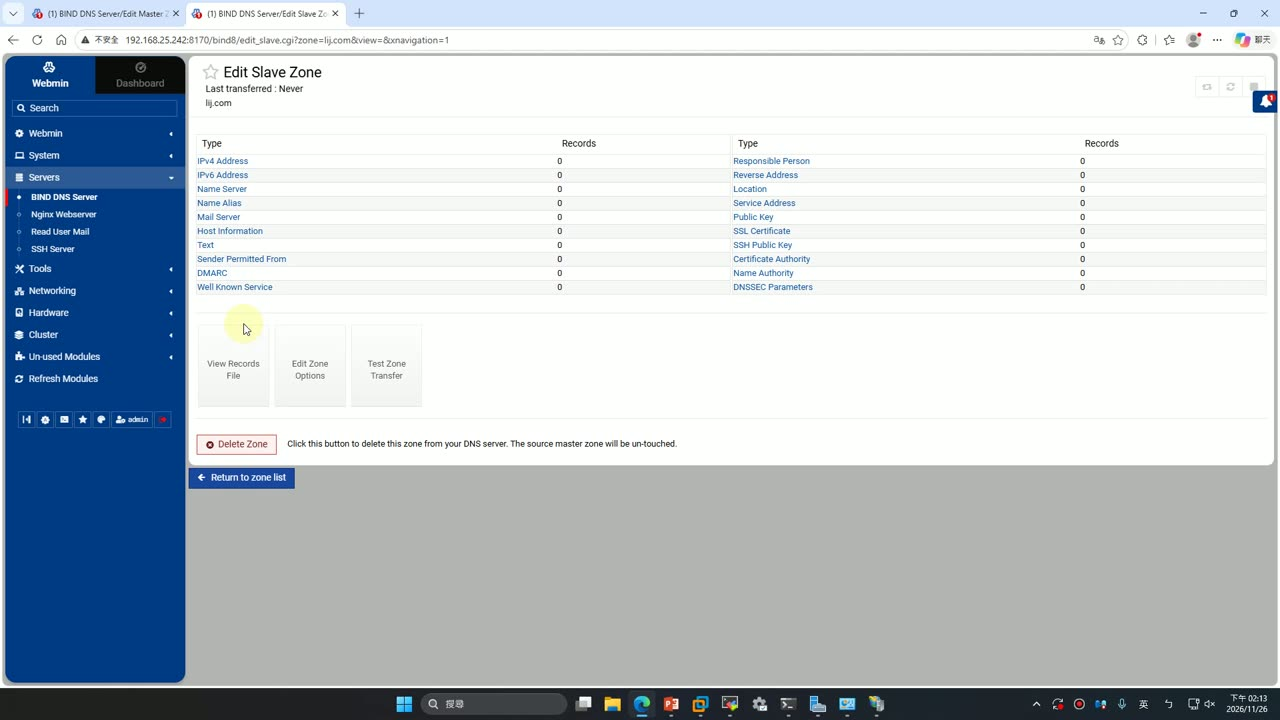 (1) BIND DNS Server/Edit Master Z
(1) BIND DNS Server/Edit Slave Zo
不安全
192.168.25.242:8170/bind8/edit_slave.cgi?zone=lij.com&view=&xnavigation=1
聊天
Webmin
Dashboard
Search
Webmin
System
Servers
BIND DNS Server
Nginx Webserver
Read User Mail
SSH Server
Tools
Networking
Hardware
Cluster
Un-used Modules
Refresh Modules
admin
Edit Slave Zone
Last transferred : Never
lij.com
1
Type Records Type Records
IPv4 Address 0 Responsible Person 0
IPv6 Address 0 Reverse Address 0
Name Server 0 Location 0
Name Alias 0 Service Address 0
Mail Server 0 Public Key 0
Host Information 0 SSL Certificate 0
Text 0 SSH Public Key 0
Sender Permitted From 0 Certificate Authority 0
DMARC 0 Name Authority 0
Well Known Service 0 DNSSEC Parameters 0
View Records
File
Edit Zone
Options
Test Zone
Transfer
Delete Zone
Click this button to delete this zone from your DNS server. The source master zone will be un-touched.
Return to zone list
搜尋
英
下午 02:13
2026/11/26